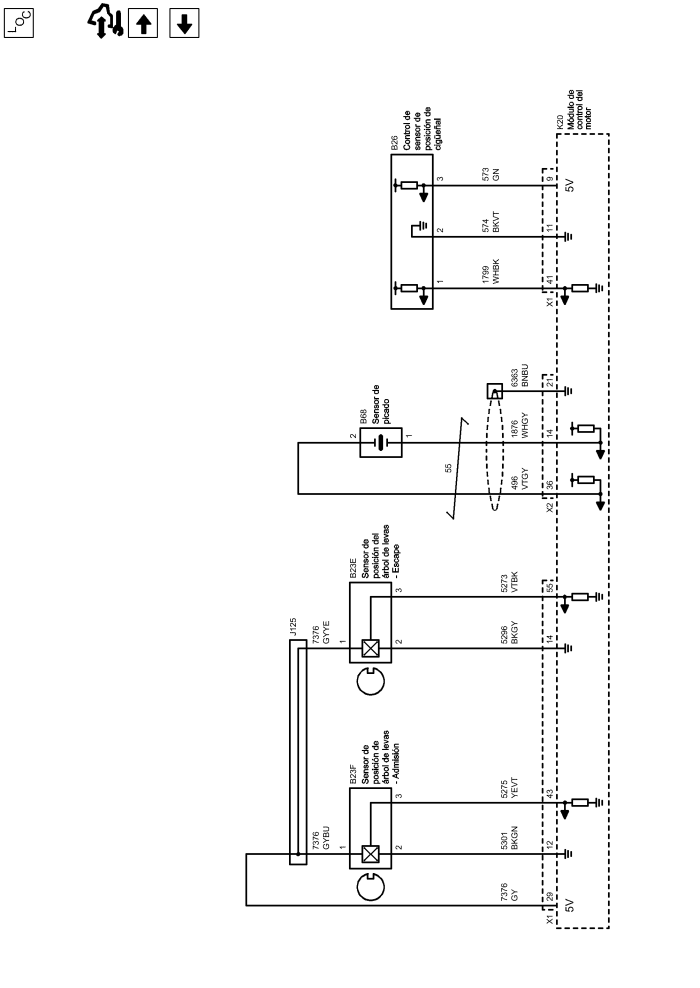 LOC
K20
Módulo de
control del
motor
B26
Control de
sensor de
posición de
cigüeñal
3
573
GN
9
5V
2
574
BKVT
11
1
1799
WHBK
41
X1
6363
BNBU
21
B68
Sensor de
picado
2
1
1876
WHGY
14
55
496
VTGY
36
X2
B23E
Sensor de
posición del
árbol de levas
- Escape
3
5273
VTBK
55
J125
7376
GYYE
1
2
5296
BKGY
14
B23F
Sensor de
posición de
árbol de levas
- Admisión
3
5275
YEVT
43
7376
GYBU
1
2
5301
BKGN
12
7376
GY
29
5V
X1